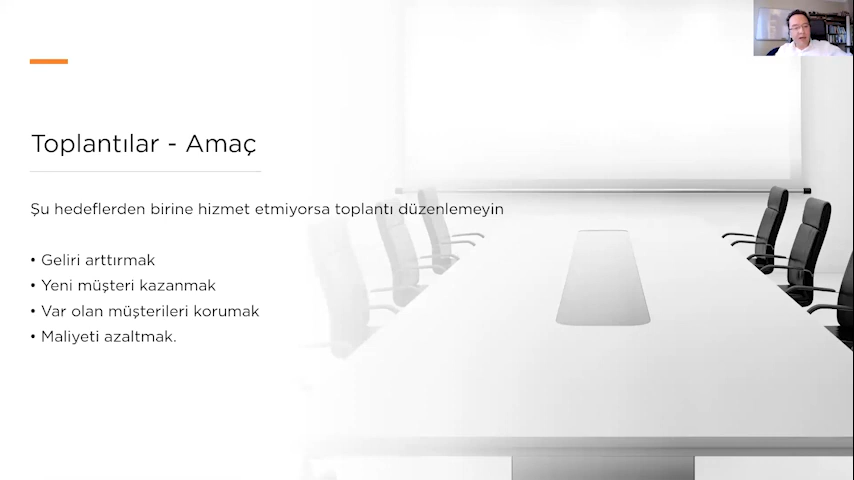 Toplantılar - Amaç
Şu hedeflerden birine hizmet etmiyorsa toplantı düzenlemeyin
• Geliri arttırmak
• Yeni müşteri kazanmak
• Var olan müşterileri korumak
• Maliyeti azaltmak.